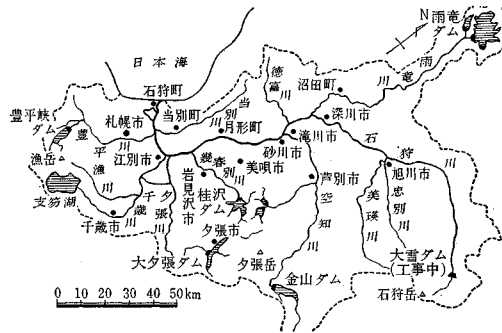 N
雨竜
ダム
日本海
石狩町
徳富川
沼田町
雨竜川
豊平峡
ダム
札幌市
当別町
当別川
月形町
深川市
滝川市
砂川市
石狩川
漁岳
豊平川
漁川
江別市
幾春別川
美唄市
芦別市
旭川市
忠別川
美瑛川
支笏湖
千歳市
千歳川
夕張川
岩見沢市
桂沢
ダム
空知川
夕張市
大夕張ダム
夕張岳
金山ダム
大雪ダム
(工事中)
石狩岳
0 10 20 30 40 50km